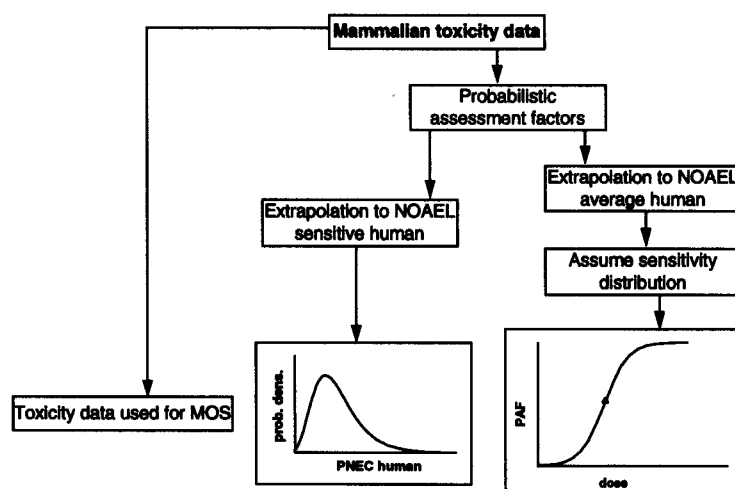 Mammalian toxicity data
Probabilistic
assessment factors
Extrapolation to NOAEL
sensitive human
Extrapolation to NOAEL
average human
Assume sensitivity
distribution
Toxicity data used for MOS
prob. dens.
PNEC human
PAF
dose